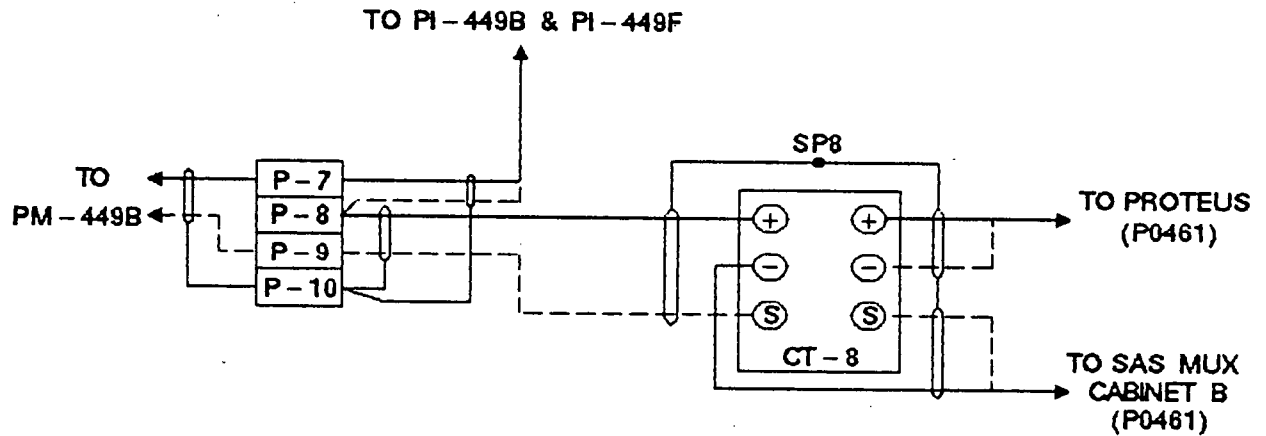 TO PI-449B & PI-449F
SP8
TO
PM-449B
P-7
P-8
P-9
P-10
+
+
-
-
S
S
CT-8
TO PROTEUS
(P0461)
TO SAS MUX
CABINET B
(P0461)